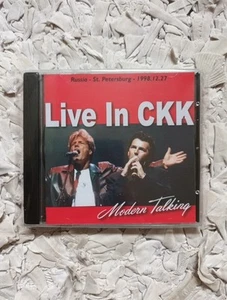 Russia - St. Petersburg - 1998.12.27
Live In CKK
Modern Talking